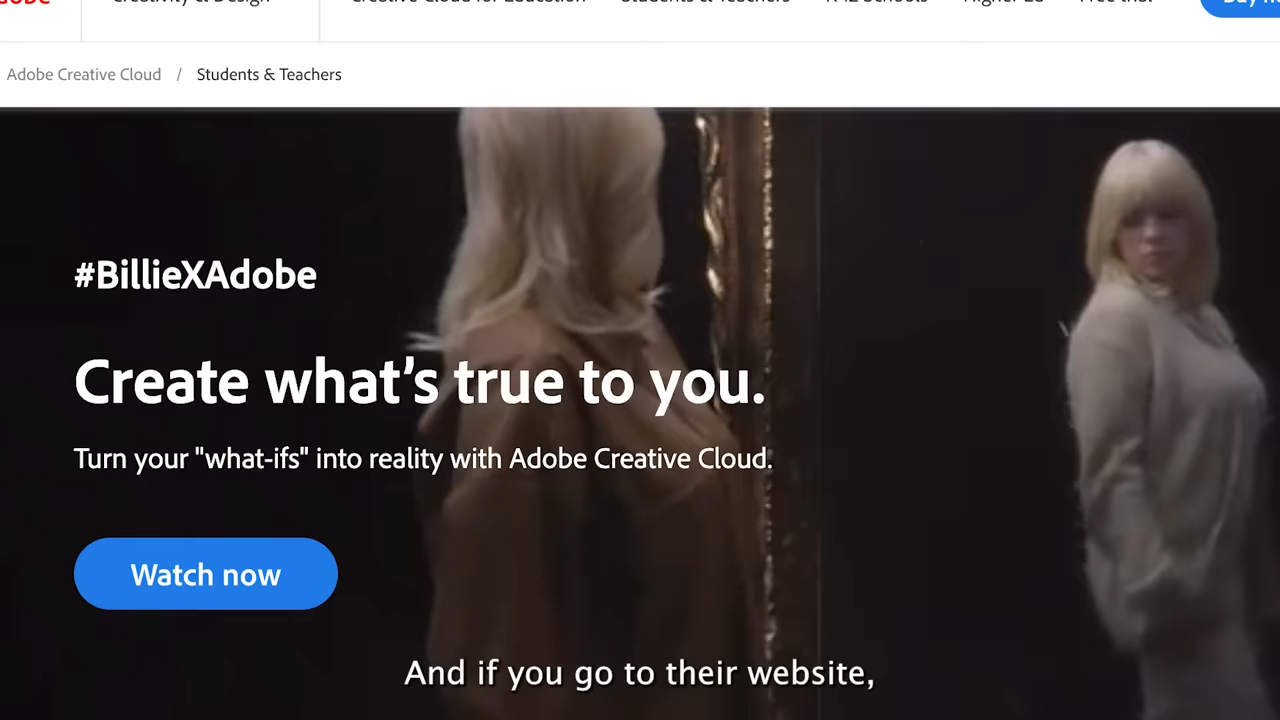 Adobe Creative Cloud / Students & Teachers
#BillieXAdobe
Create what's true to you.
Turn your "what-ifs" into reality with Adobe Creative Cloud.
Watch now
And if you go to their website,